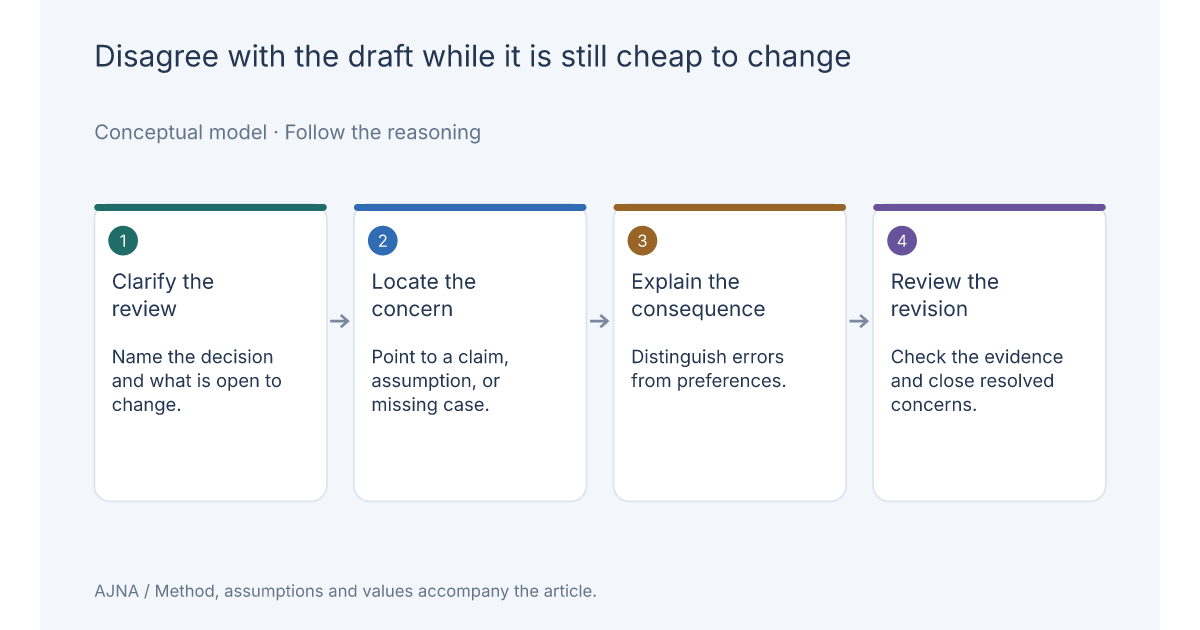 Disagree with the draft while it is still cheap to change
Conceptual model · Follow the reasoning
1
Clarify the
review
Name the decision
and what is open to
change.
2
Locate the
concern
Point to a claim,
assumption, or
missing case.
3
Explain the
consequence
Distinguish errors
from preferences.
4
Review the
revision
Check the evidence
and close resolved
concerns.
AJNA / Method, assumptions and values accompany the article.